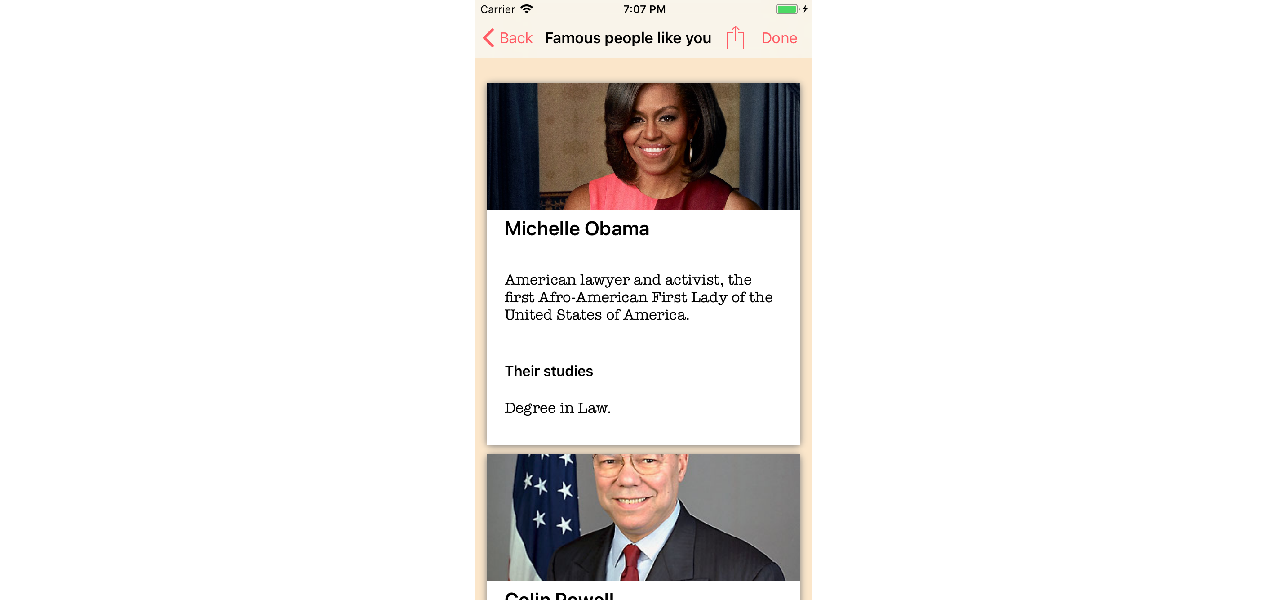 Carrier 7:07 PM
Back Famous people like you Done
Michelle Obama
American lawyer and activist, the
first Afro-American First Lady of the
United States of America.
Their studies
Degree in Law.
Colin Powell